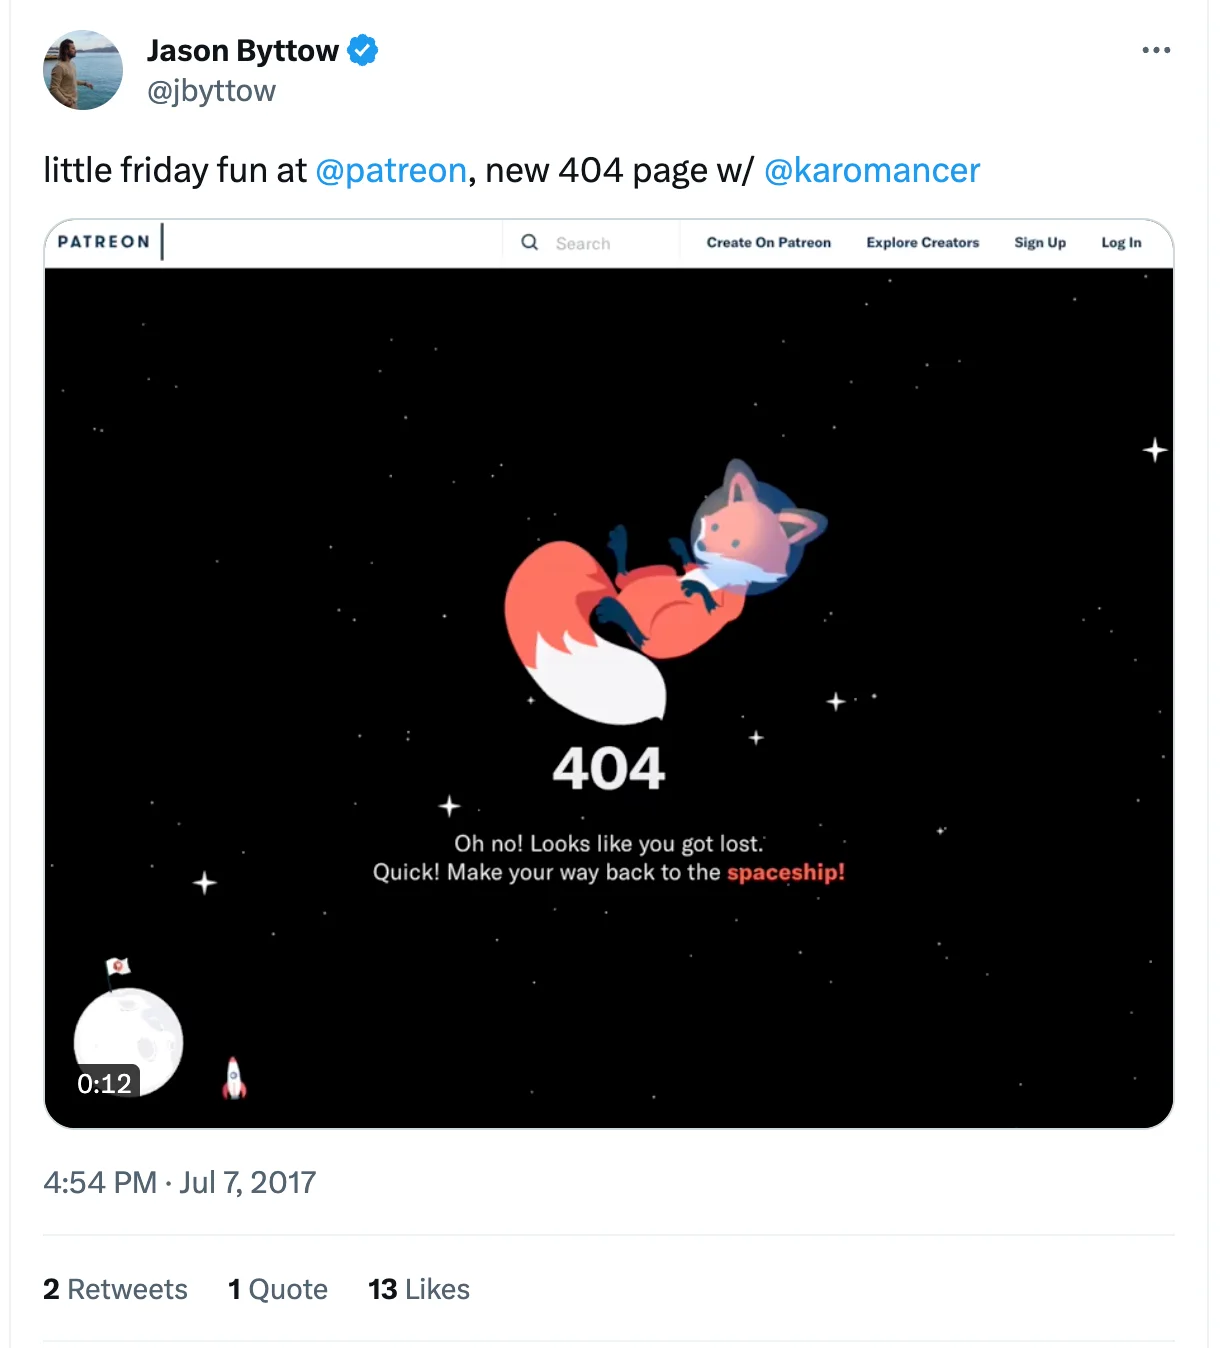 Jason Byttow
@jbyttow
little friday fun at @patreon, new 404 page w/ @karomancer
PATREON
Search
Create On Patreon
Explore Creators
Sign Up
Log In
404
Oh no! Looks like you got lost.
Quick! Make your way back to the spaceship!
0:12
4:54 PM · Jul 7, 2017
2 Retweets 1 Quote 13 Likes